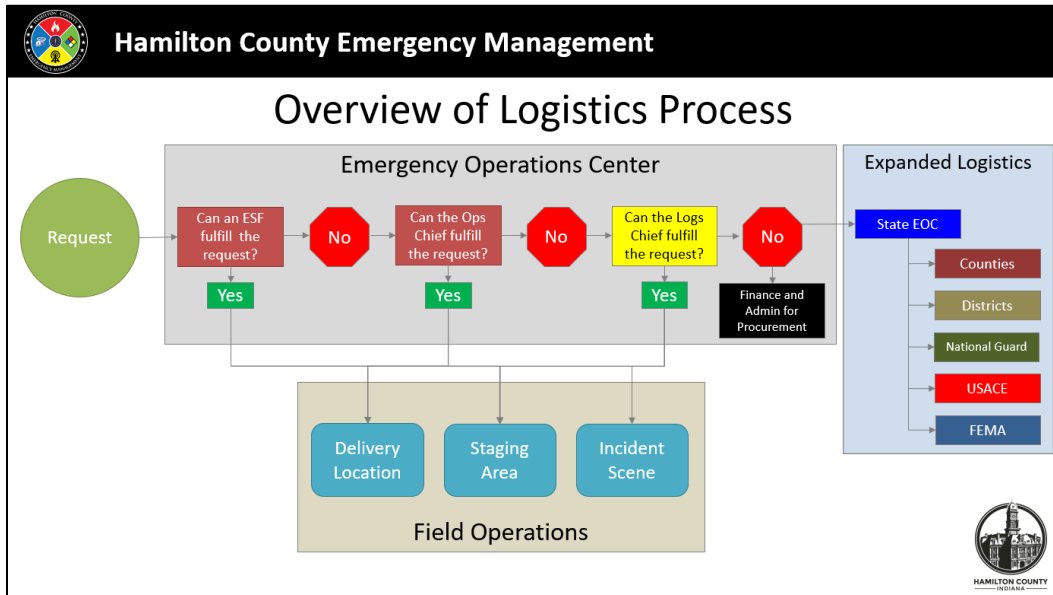 Hamilton County Emergency Management
Overview of Logistics Process
Emergency Operations Center
Expanded Logistics
Request
Can an ESF
fulfill the
request?
No
Can the Ops
Chief fulfill
the request?
No
Can the Logs
Chief fulfill
the request?
No
State EOC
Yes
Yes
Yes
Finance and
Admin for
Procurement
Counties
Districts
National Guard
USACE
FEMA
Delivery
Location
Staging
Area
Incident
Scene
Field Operations
HAMILTON COUNTY
INDIANA